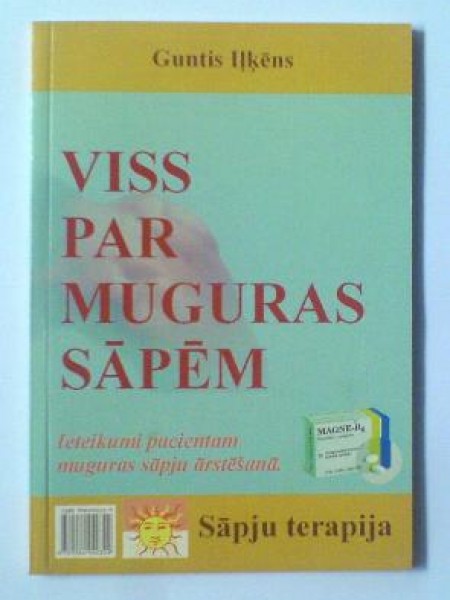 Guntis Iļķēns
VISS
PAR
MUGURAS
SĀPĒM
Ieteikumi pacientam
muguras sāpju ārstēšanā.
MAGNE-B6
Sāpju terapija